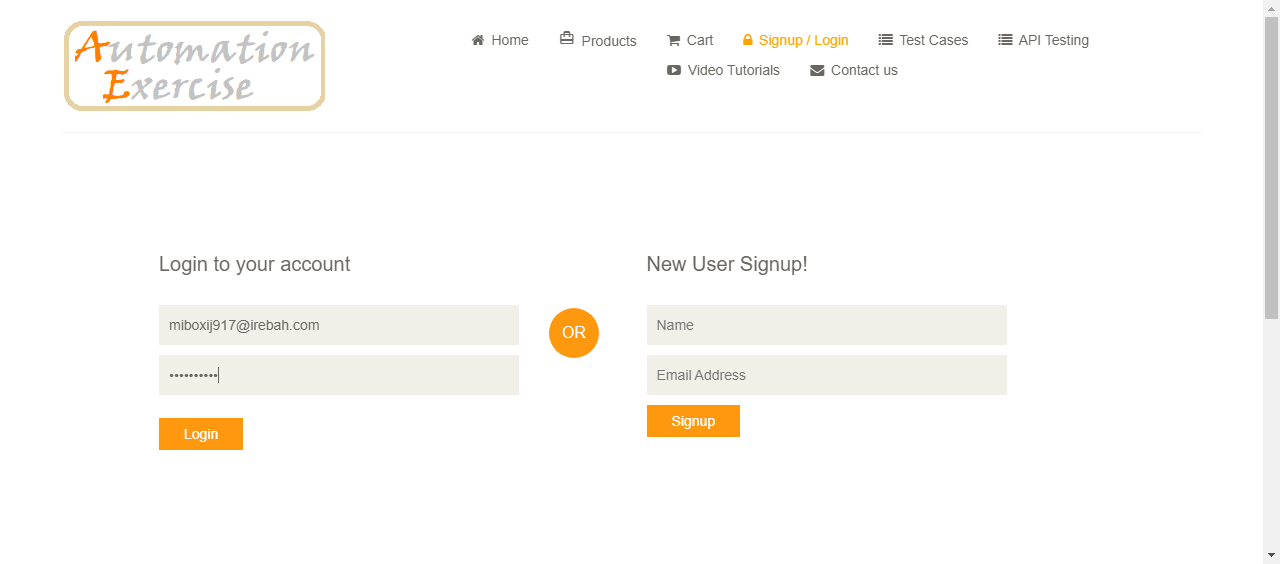 Automation
Exercise
Home Products Cart Signup / Login Test Cases API Testing
Video Tutorials Contact us
Login to your account
miboxij917@irebah.com
••••••••••
Login
OR
New User Signup!
Name
Email Address
Signup